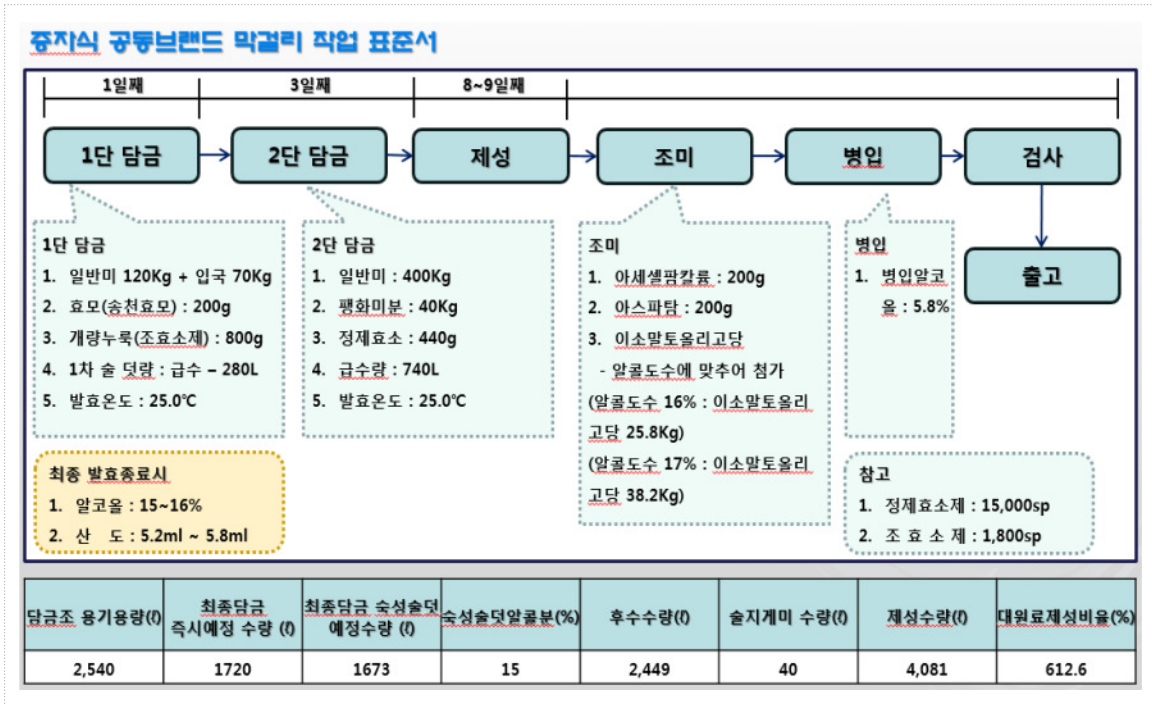 증자식 공동브랜드 막걸리 작업 표준서
1일째
3일째
8~9일째
1단 담금
2단 담금
제성
조미
병입
검사
출고
1단 담금
1. 일반미 120Kg + 입국 70Kg
2. 효모(송천효모) : 200g
3. 개량누룩(조효소제) : 800g
4. 1차 술 덧량 : 급수 – 280L
5. 발효온도 : 25.0℃
2단 담금
1. 일반미 : 400Kg
2. 팽화미분 : 40Kg
3. 정제효소 : 440g
4. 급수량 : 740L
5. 발효온도 : 25.0℃
조미
1. 아세셀팜칼륨 : 200g
2. 아스파탐 : 200g
3. 이소말토올리고당
- 알콜도수에 맞추어 첨가
(알콜도수 16% : 이소말토올리
고당 25.8Kg)
(알콜도수 17% : 이소말토올리
고당 38.2Kg)
병입
1. 병입알코
올 : 5.8%
최종 발효종료시
1. 알코올 : 15~16%
2. 산 도 : 5.2ml ~ 5.8ml
참고
1. 정제효소제 : 15,000sp
2. 조 효 소 제 : 1,800sp
담금조 용기용량(ℓ)
최종담금
즉시예정 수량 (ℓ)
최종담금 숙성술덧
예정수량 (ℓ)
숙성술덧알콜분(%)
후수수량(ℓ)
술지게미 수량(ℓ)
제성수량(ℓ)
대원료제성비율(%)
2,540
1720
1673
15
2,449
40
4,081
612.6